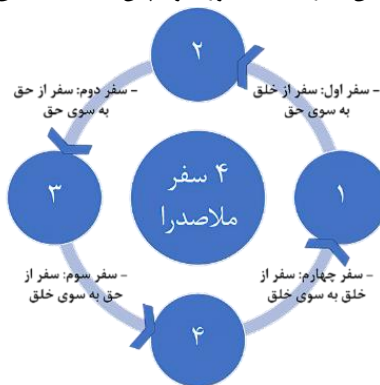 ۲
- سفر اول: سفر از خلق
به سوی حق
- سفر دوم: سفر از حق
به سوی حق
۱
۴ سفر
ملاصدرا
۳
- سفر چهارم: سفر از
خلق به سوی خلق
- سفر سوم: سفر از
حق به سوی خلق
۴